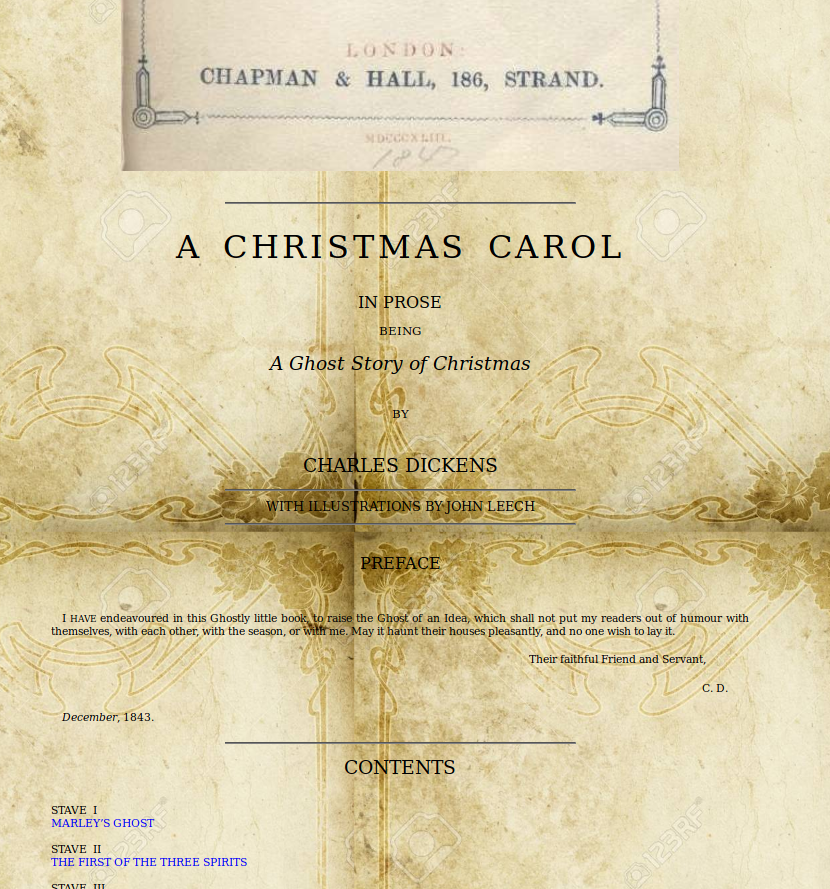 LONDON:
CHAPMAN & HALL, 186, STRAND.
MDCCCXLIII.
A CHRISTMAS CAROL
IN PROSE
BEING
A Ghost Story of Christmas
BY
CHARLES DICKENS
WITH ILLUSTRATIONS BY JOHN LEECH
PREFACE
I HAVE endeavoured in this Ghostly little book, to raise the Ghost of an Idea, which shall not put my readers out of humour with
themselves, with each other, with the season, or with me. May it haunt their houses pleasantly, and no one wish to lay it.
Their faithful Friend and Servant,
C. D.
December, 1843.
CONTENTS
STAVE I
MARLEY'S GHOST
STAVE II
THE FIRST OF THE THREE SPIRITS
STAVE III